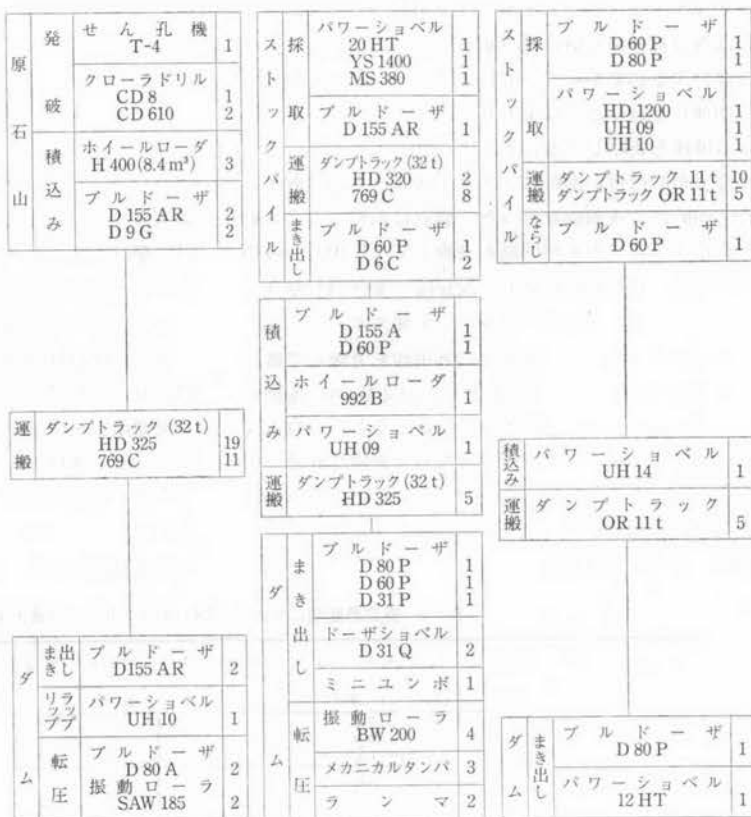 原石山
発破
せん孔機
T-4 1
クローラドリル
CD 8 1
CD 610 2
積込み
ホイールローダ
H 400(8.4m³) 3
ブルドーザ
D 155 AR 2
D 9 G 2
運搬
ダンプトラック(32t)
HD 325 19
769 C 11
ダム
まき出し
ブルドーザ
D155 AR 2
リップラップ
パワーショベル
UH 10 1
転圧
ブルドーザ
D 80 A 2
振動ローラ
SAW 185 2
ストックパイル
採取
パワーショベル
20 HT 1
YS 1400 1
MS 380 1
ブルドーザ
D 155 AR 1
運搬
ダンプトラック(32t)
HD 320 2
769 C 8
まき出し
ブルドーザ
D 60 P 1
D 6 C 2
積込み
ブルドーザ
D 155 A 1
D 60 P 1
ホイールローダ
992 B 1
パワーショベル
UH 09 1
運搬
ダンプトラック(32t)
HD 325 5
ダム
まき出し
ブルドーザ
D 80 P 1
D 60 P 1
D 31 P 1
ドーザショベル
D 31 Q 2
ミニユンボ 1
転圧
振動ローラ
BW 200 4
メカニカルタンパ 3
ランマ 2
ストックパイル
採取
ブルドーザ
D 60 P 1
D 80 P 1
パワーショベル
HD 1200 1
UH 09 1
UH 10 1
運搬
ダンプトラック 11t 10
ダンプトラック OR 11t 5
ならし
ブルドーザ
D 60 P 1
積込み
パワーショベル
UH 14 1
運搬
ダンプトラック
OR 11t 5
ダム
まき出し
ブルドーザ
D 80 P 1
パワーショベル
12 HT 1